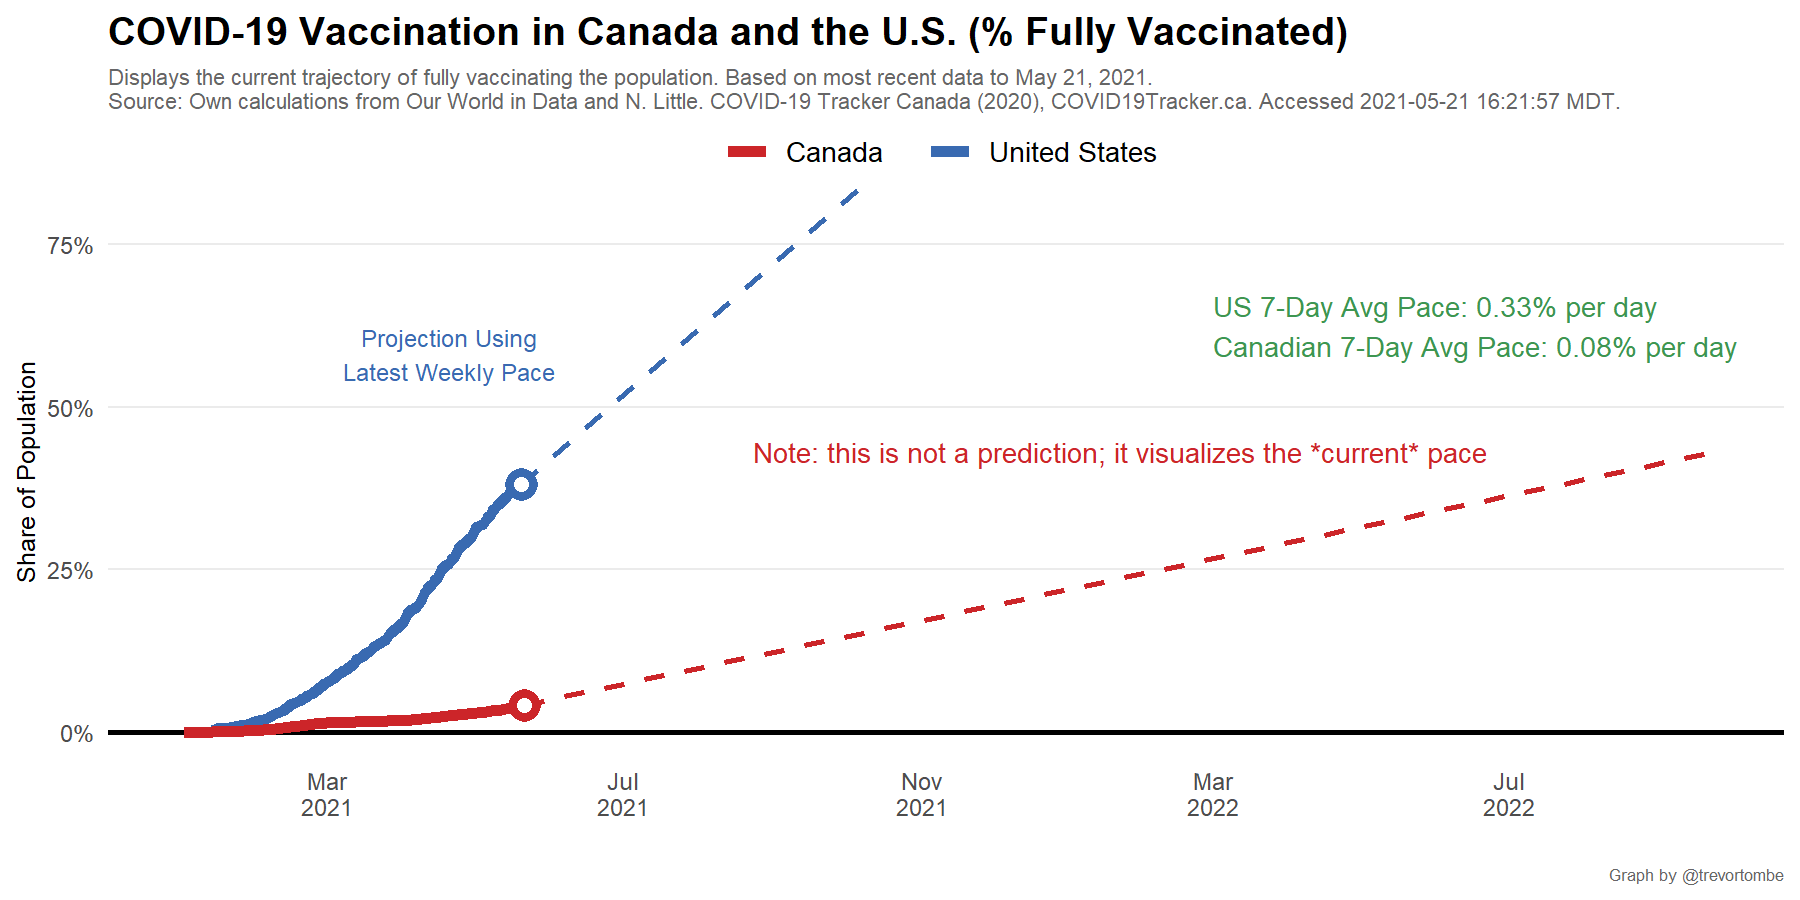 COVID-19 Vaccination in Canada and the U.S. (% Fully Vaccinated)
Displays the current trajectory of fully vaccinating the population. Based on most recent data to May 21, 2021.
Source: Own calculations from Our World in Data and N. Little. COVID-19 Tracker Canada (2020), COVID19Tracker.ca. Accessed 2021-05-21 16:21:57 MDT.
Canada
United States
Share of Population
75%
50%
25%
0%
Projection Using
Latest Weekly Pace
US 7-Day Avg Pace: 0.33% per day
Canadian 7-Day Avg Pace: 0.08% per day
Note: this is not a prediction; it visualizes the *current* pace
Mar
2021
Jul
2021
Nov
2021
Mar
2022
Jul
2022
Graph by @trevortombe